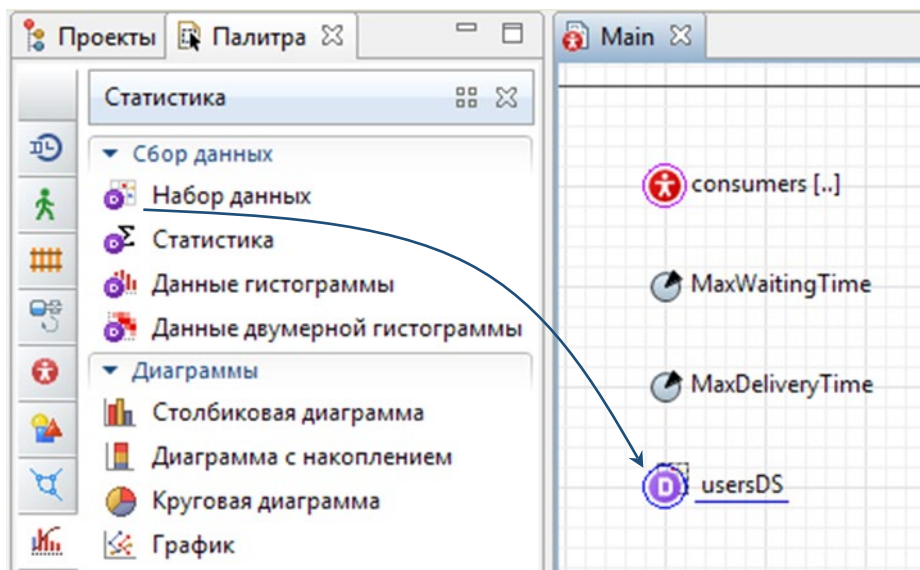 Проекты
Палитра
Main
Статистика
Сбор данных
Набор данных
Статистика
Данные гистограммы
Данные двумерной гистограммы
Диаграммы
Столбиковая диаграмма
Диаграмма с накоплением
Круговая диаграмма
График
consumers [..]
MaxWaitingTime
MaxDeliveryTime
D usersDS